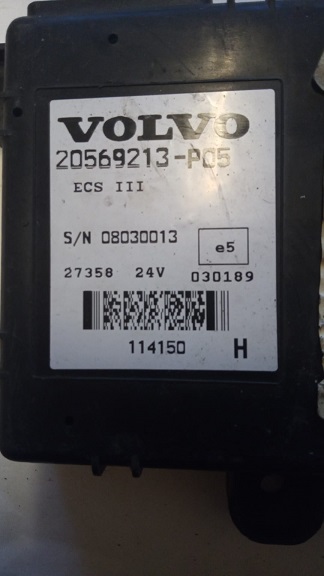 VOLVO
20569213-P05
ECS III
S/N 08030013 e5
27358 24V 030189
114150 H